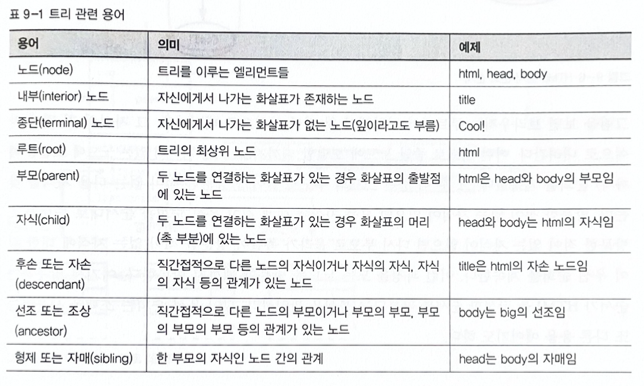 표 9-1 트리 관련 용어
용어 의미 예제
노드(node) 트리를 이루는 엘리먼트들 html, head, body
내부(interior) 노드 자신에게서 나가는 화살표가 존재하는 노드 title
종단(terminal) 노드 자신에게서 나가는 화살표가 없는 노드(잎이라고도 부름) Cool!
루트(root) 트리의 최상위 노드 html
부모(parent) 두 노드를 연결하는 화살표가 있는 경우 화살표의 출발점 html은 head와 body의 부모임
에 있는 노드
자식(child) 두 노드를 연결하는 화살표가 있는 경우 화살표의 머리 head와 body는 html의 자식임
(촉 부분)에 있는 노드
후손 또는 자손 직간접적으로 다른 노드의 자식이거나 자식의 자식, 자식 title은 html의 자손 노드임
(descendant) 의 자식의 자식 등의 관계가 있는 노드
선조 또는 조상 직간접적으로 다른 노드의 부모이거나 부모의 부모, 부모 body는 big의 선조임
(ancestor) 의 부모의 부모 등의 관계가 있는 노드
형제 또는 자매(sibling) 한 부모의 자식인 노드 간의 관계 head는 body의 자매임